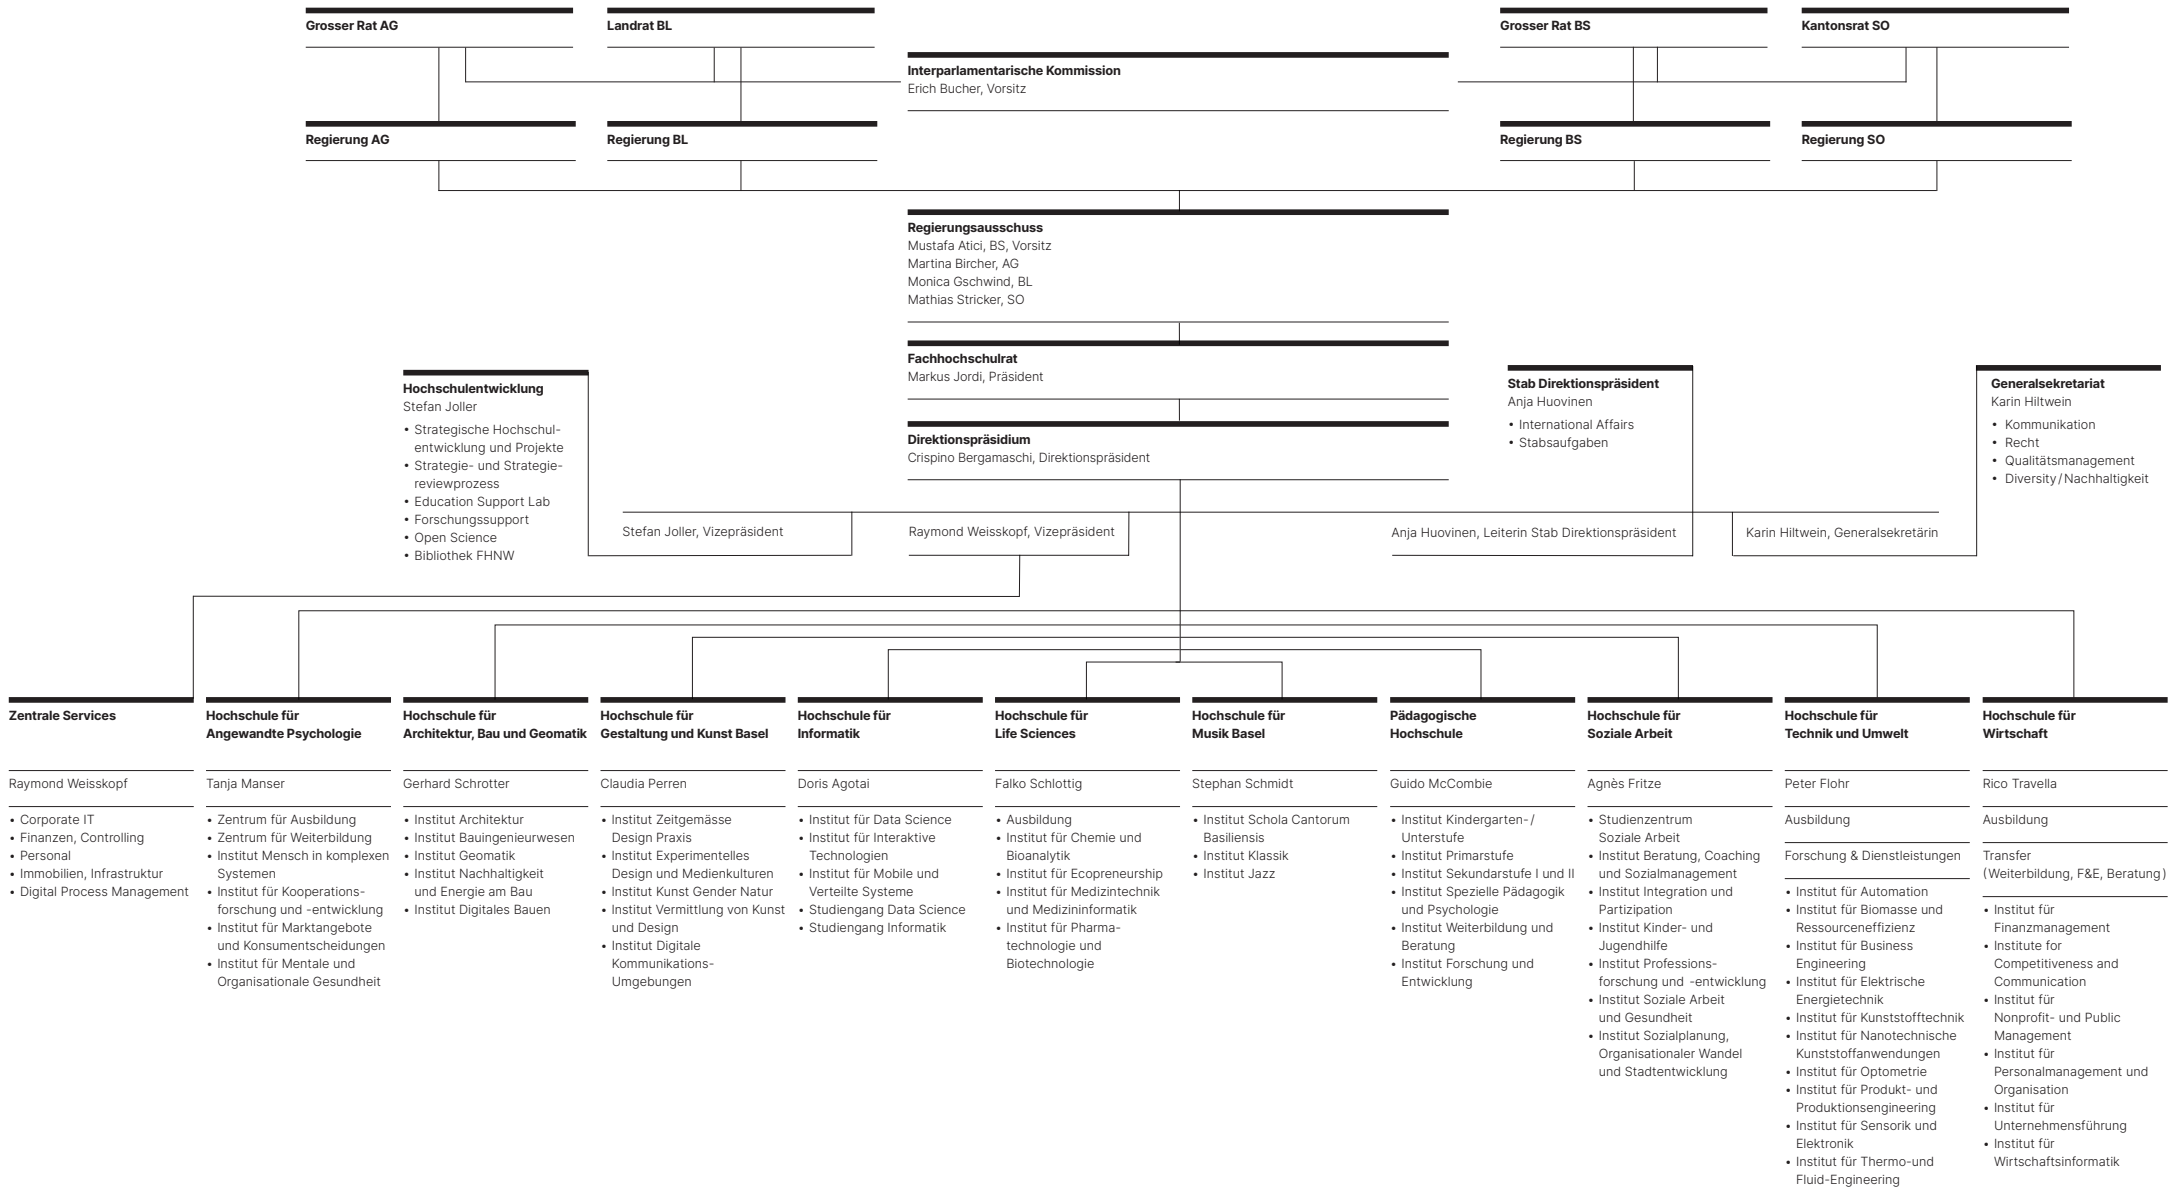 Grosser Rat AG
Landrat BL
Grosser Rat BS
Kantonsrat SO
Interparlamentarische Kommission
Erich Bucher, Vorsitz
Regierung AG
Regierung BL
Regierung BS
Regierung SO
Regierungsausschuss
Mustafa Atici, BS, Vorsitz
Martina Bircher, AG
Monica Gschwind, BL
Mathias Stricker, SO
Fachhochschulrat
Markus Jordi, Präsident
Direktionspräsidium
Crispino Bergamaschi, Direktionspräsident
Hochschulentwicklung
Stefan Joller
• Strategische Hochschul-
entwicklung und Projekte
• Strategie- und Strategie-
reviewprozess
• Education Support Lab
• Forschungssupport
• Open Science
• Bibliothek FHNW
Stab Direktionspräsident
Anja Huovinen
• International Affairs
• Stabsaufgaben
Generalsekretariat
Karin Hiltwein
• Kommunikation
• Recht
• Qualitätsmanagement
• Diversity/Nachhaltigkeit
Stefan Joller, Vizepräsident
Raymond Weisskopf, Vizepräsident
Anja Huovinen, Leiterin Stab Direktionspräsident
Karin Hiltwein, Generalsekretärin
Zentrale Services
Raymond Weisskopf
• Corporate IT
• Finanzen, Controlling
• Personal
• Immobilien, Infrastruktur
• Digital Process Management
Hochschule für
Angewandte Psychologie
Tanja Manser
• Zentrum für Ausbildung
• Zentrum für Weiterbildung
• Institut Mensch in komplexen
Systemen
• Institut für Kooperations-
forschung und -entwicklung
• Institut für Marktangebote
und Konsumentscheidungen
• Institut für Mentale und
Organisationale Gesundheit
Hochschule für
Architektur, Bau und Geomatik
Gerhard Schrotter
• Institut Architektur
• Institut Bauingenieurwesen
• Institut Geomatik
• Institut Nachhaltigkeit
und Energie am Bau
• Institut Digitales Bauen
Hochschule für
Gestaltung und Kunst Basel
Claudia Perren
• Institut Zeitgemässe
Design Praxis
• Institut Experimentelles
Design und Medienkulturen
• Institut Kunst Gender Natur
• Institut Vermittlung von Kunst
und Design
• Institut Digitale
Kommunikations-
Umgebungen
Hochschule für
Informatik
Doris Agotai
• Institut für Data Science
• Institut für Interaktive
Technologien
• Institut für Mobile und
Verteilte Systeme
• Studiengang Data Science
• Studiengang Informatik
Hochschule für
Life Sciences
Falko Schlottig
• Ausbildung
• Institut für Chemie und
Bioanalytik
• Institut für Ecopreneurship
• Institut für Medizintechnik
und Medizininformatik
• Institut für Pharma-
technologie und
Biotechnologie
Hochschule für
Musik Basel
Stephan Schmidt
• Institut Schola Cantorum
Basiliensis
• Institut Klassik
• Institut Jazz
Pädagogische
Hochschule
Guido McCombie
• Institut Kindergarten-/
Unterstufe
• Institut Primarstufe
• Institut Sekundarstufe I und II
• Institut Spezielle Pädagogik
und Psychologie
• Institut Weiterbildung und
Beratung
• Institut Forschung und
Entwicklung
Hochschule für
Soziale Arbeit
Agnès Fritze
• Studienzentrum
Soziale Arbeit
• Institut Beratung, Coaching
und Sozialmanagement
• Institut Integration und
Partizipation
• Institut Kinder- und
Jugendhilfe
• Institut Professions-
forschung und -entwicklung
• Institut Soziale Arbeit
und Gesundheit
• Institut Sozialplanung,
Organisationaler Wandel
und Stadtentwicklung
Hochschule für
Technik und Umwelt
Peter Flohr
Ausbildung
Forschung & Dienstleistungen
• Institut für Automation
• Institut für Biomasse und
Ressourceneffizienz
• Institut für Business
Engineering
• Institut für Elektrische
Energietechnik
• Institut für Kunststofftechnik
• Institut für Nanotechnische
Kunststoffanwendungen
• Institut für Optometrie
• Institut für Produkt- und
Produktionsengineering
• Institut für Sensorik und
Elektronik
• Institut für Thermo-und
Fluid-Engineering
Hochschule für
Wirtschaft
Rico Travella
Ausbildung
Transfer
(Weiterbildung, F&E, Beratung)
• Institut für
Finanzmanagement
• Institute for
Competitiveness and
Communication
• Institut für
Nonprofit- und Public
Management
• Institut für
Personalmanagement und
Organisation
• Institut für
Unternehmensführung
• Institut für
Wirtschaftsinformatik